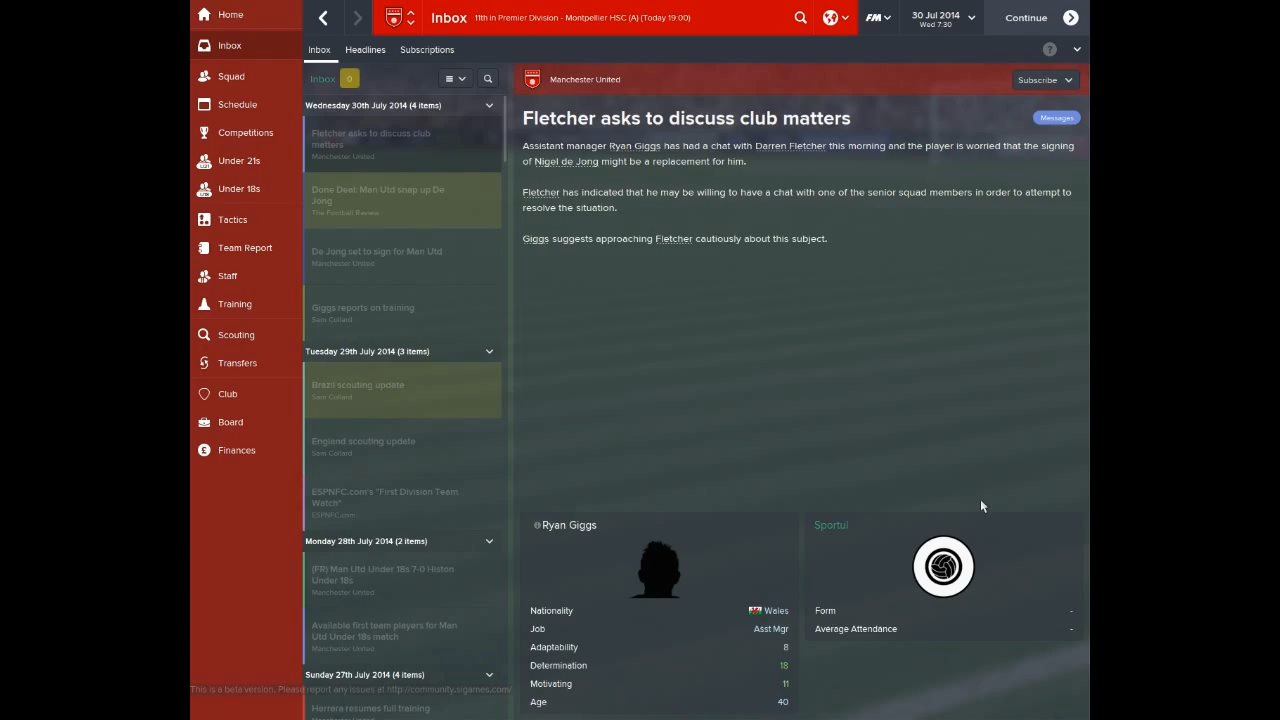 Home
Inbox
Squad
Schedule
Competitions
Under 21s
Under 18s
Tactics
Team Report
Staff
Training
Scouting
Transfers
Club
Board
Finances
This is a beta version. Please report any issues at http://community.sigames.com/
Inbox 11th in Premier Division - Montpellier HSC (A) (Today 19:00)
FM
30 Jul 2014
Wed 7:30
Continue
Inbox Headlines Subscriptions
?
Inbox 0
Wednesday 30th July 2014 (4 items)
Fletcher asks to discuss club
matters
Manchester United
Done Deal: Man Utd snap up De
Jong
The Football Review
De Jong set to sign for Man Utd
Manchester United
Giggs reports on training
Sam Collard
Tuesday 29th July 2014 (3 items)
Brazil scouting update
Sam Collard
England scouting update
Sam Collard
ESPNFC.com's "First Division Team
Watch"
ESPNFC.com
Monday 28th July 2014 (2 items)
(FR) Man Utd Under 18s 7-0 Histon
Under 18s
Manchester United
Available first team players for Man
Utd Under 18s match
Manchester United
Sunday 27th July 2014 (4 items)
Herrera resumes full training
Manchester United
Subscribe
Fletcher asks to discuss club matters
Messages
Assistant manager Ryan Giggs has had a chat with Darren Fletcher this morning and the player is worried that the signing
of Nigel de Jong might be a replacement for him.
Fletcher has indicated that he may be willing to have a chat with one of the senior squad members in order to attempt to
resolve the situation.
Giggs suggests approaching Fletcher cautiously about this subject.
Ryan Giggs
Nationality Wales
Job Asst Mgr
Adaptability 8
Determination 18
Motivating 11
Age 40
Sportul
Form -
Average Attendance -